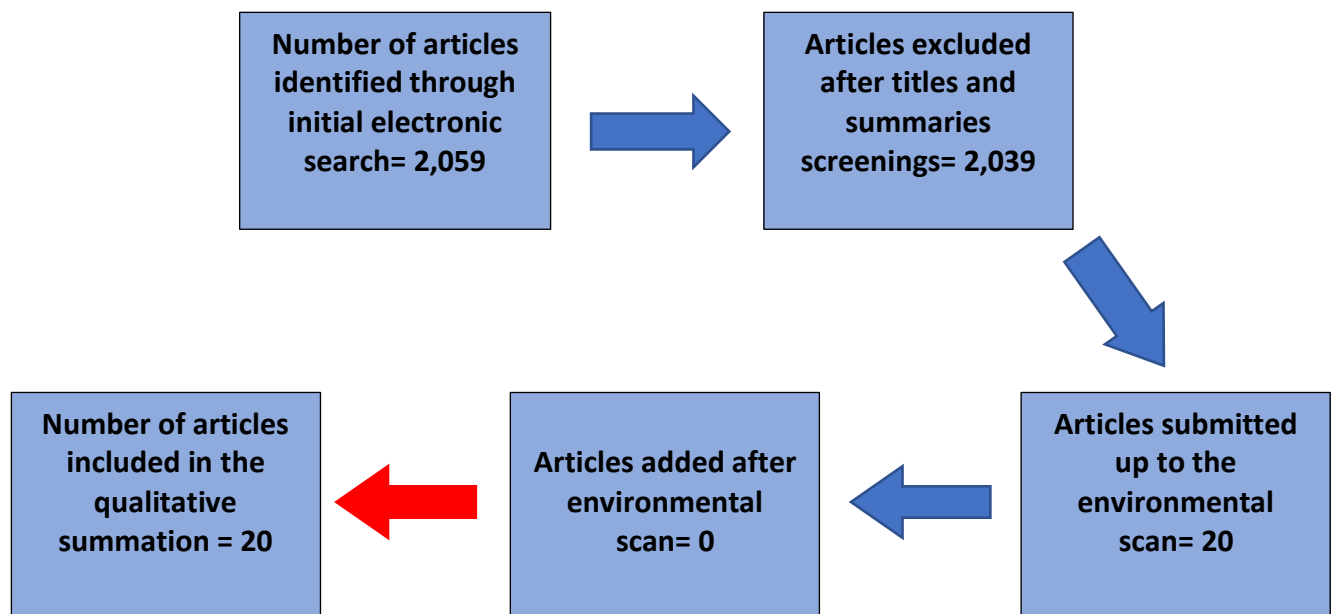 Number of articles
identified through
initial electronic
search= 2,059
Articles excluded
after titles and
summaries
screenings= 2,039
Articles submitted
up to the
environmental
scan= 20
Articles added after
environmental
scan= 0
Number of articles
included in the
qualitative
summation = 20